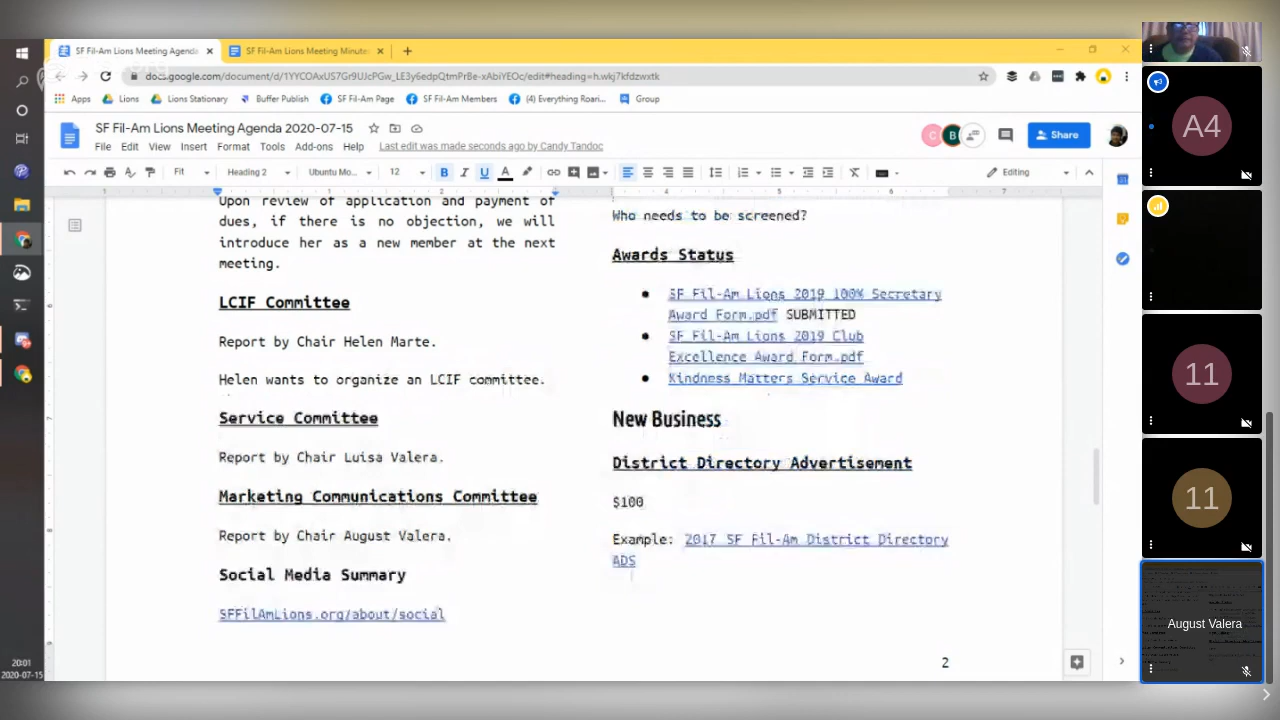 SF Fil-Am Lions Meeting Agenda
SF Fil-Am Lions Meeting Minute
docs.google.com/document/d/1YYCOAxUS7Gr9UJcPGw_LE3y6edpQtmPrBe-xAbiYEOc/edit#heading=h.wkj7kfdzwxtk
Apps Lions Lions Stationary Buffer Publish SF Fil-Am Page SF Fil-Am Members (4) Everything Roari... Group
SF Fil-Am Lions Meeting Agenda 2020-07-15
File Edit View Insert Format Tools Add-ons Help Last edit was made seconds ago by Candy Tandoc
C B Share
Fit Heading 2 Ubuntu Mo... 12 B I U A Editing
Upon review of application and payment of
dues, if there is no objection, we will
introduce her as a new member at the next
meeting.
LCIF Committee
Report by Chair Helen Marte.
Helen wants to organize an LCIF committee.
Service Committee
Report by Chair Luisa Valera.
Marketing Communications Committee
Report by Chair August Valera.
Social Media Summary
SFFilAmLions.org/about/social
Who needs to be screened?
Awards Status
SF Fil-Am Lions 2019 100% Secretary
Award Form.pdf SUBMITTED
SF Fil-Am Lions 2019 Club
Excellence Award Form.pdf
Kindness Matters Service Award
New Business
District Directory Advertisement
$100
Example: 2017 SF Fil-Am District Directory
ADS
2
20:01
2020-07-15
A4
11
11
August Valera